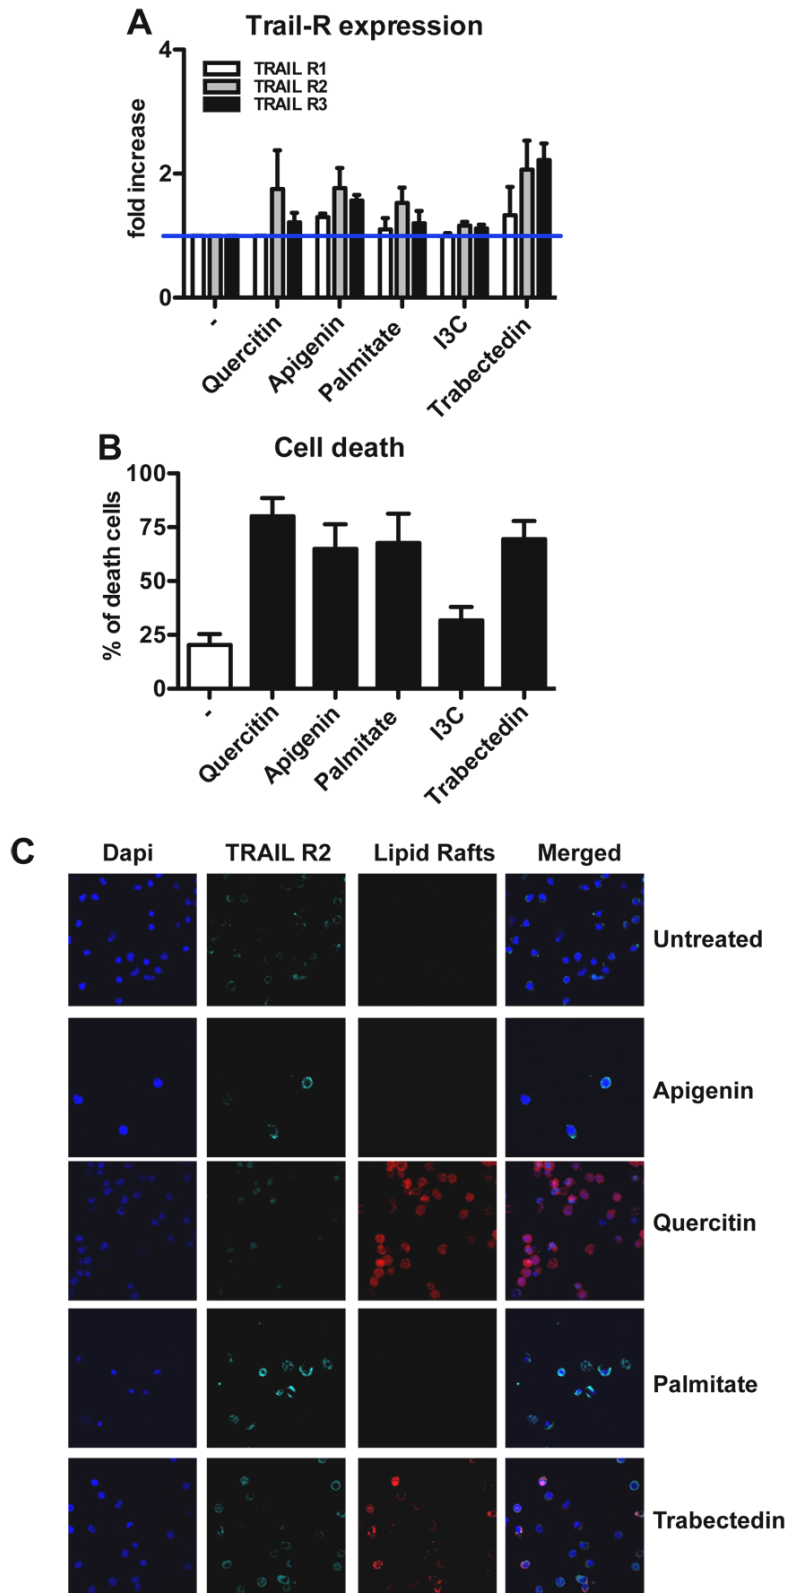 A
Trail-R expression
4
TRAIL R1
TRAIL R2
TRAIL R3
fold increase
2
0
-
Quercitin
Apigenin
Palmitate
I3C
Trabectedin
B
Cell death
100
% of death cells
75
50
25
0
-
Quercitin
Apigenin
Palmitate
I3C
Trabectedin
C
Dapi TRAIL R2 Lipid Rafts Merged
Untreated
Apigenin
Quercitin
Palmitate
Trabectedin